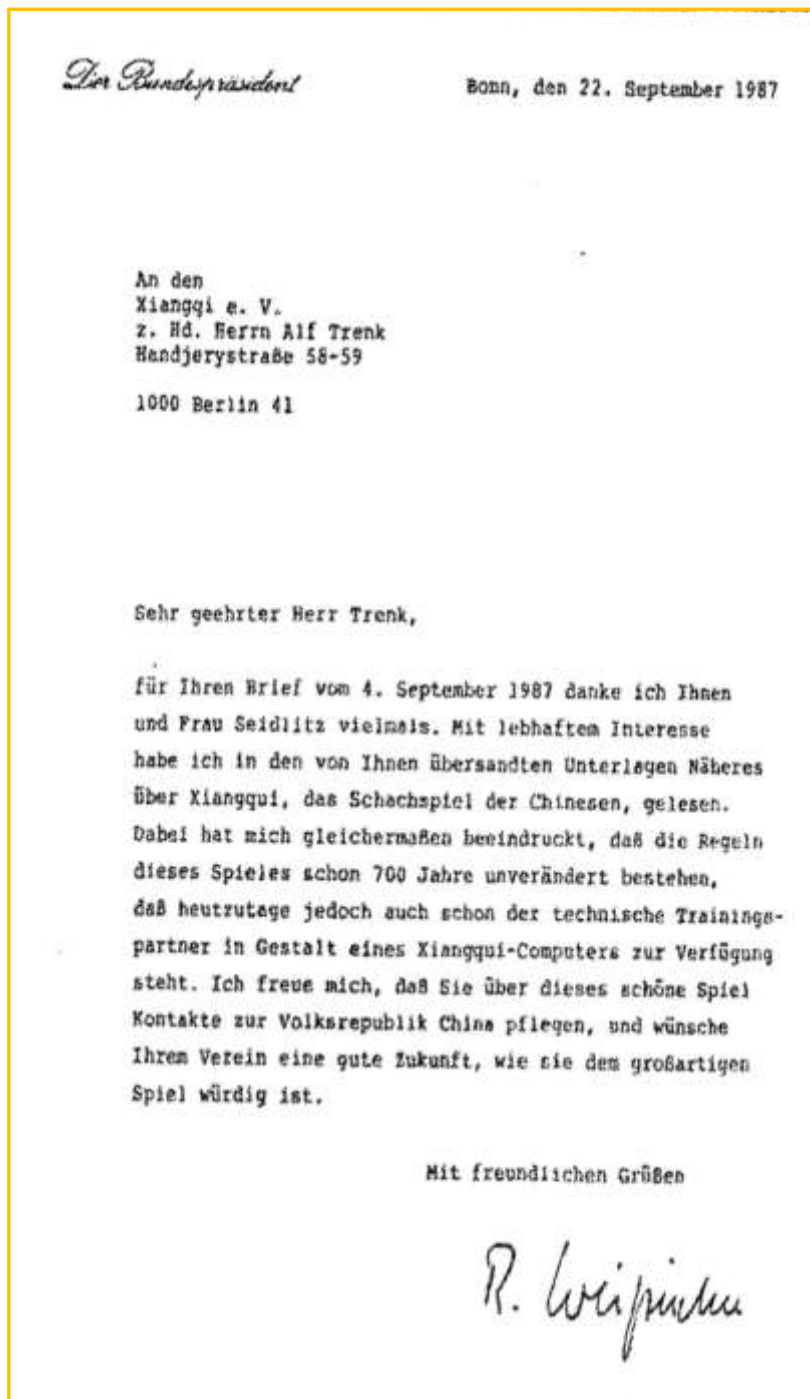 Der Bundespräsident
Bonn, den 22. September 1987
An den
Xiangqi e. V.
z. Hd. Herrn Alf Trenk
Handjerystraße 58-59
1000 Berlin 41
Sehr geehrter Herr Trenk,
für Ihren Brief vom 4. September 1987 danke ich Ihnen
und Frau Seidlitz vielmals. Mit lebhaftem Interesse
habe ich in den von Ihnen übersandten Unterlagen Näheres
über Xiangqui, das Schachspiel der Chinesen, gelesen.
Dabei hat mich gleichermaßen beeindruckt, daß die Regeln
dieses Spieles schon 700 Jahre unverändert bestehen,
daß heutzutage jedoch auch schon der technische Trainings-
partner in Gestalt eines Xiangqui-Computers zur Verfügung
steht. Ich freue mich, daß Sie über dieses schöne Spiel
Kontakte zur Volksrepublik China pflegen, und wünsche
Ihrem Verein eine gute Zukunft, wie sie dem großartigen
Spiel würdig ist.
Mit freundlichen Grüßen
R. Weizsäcker